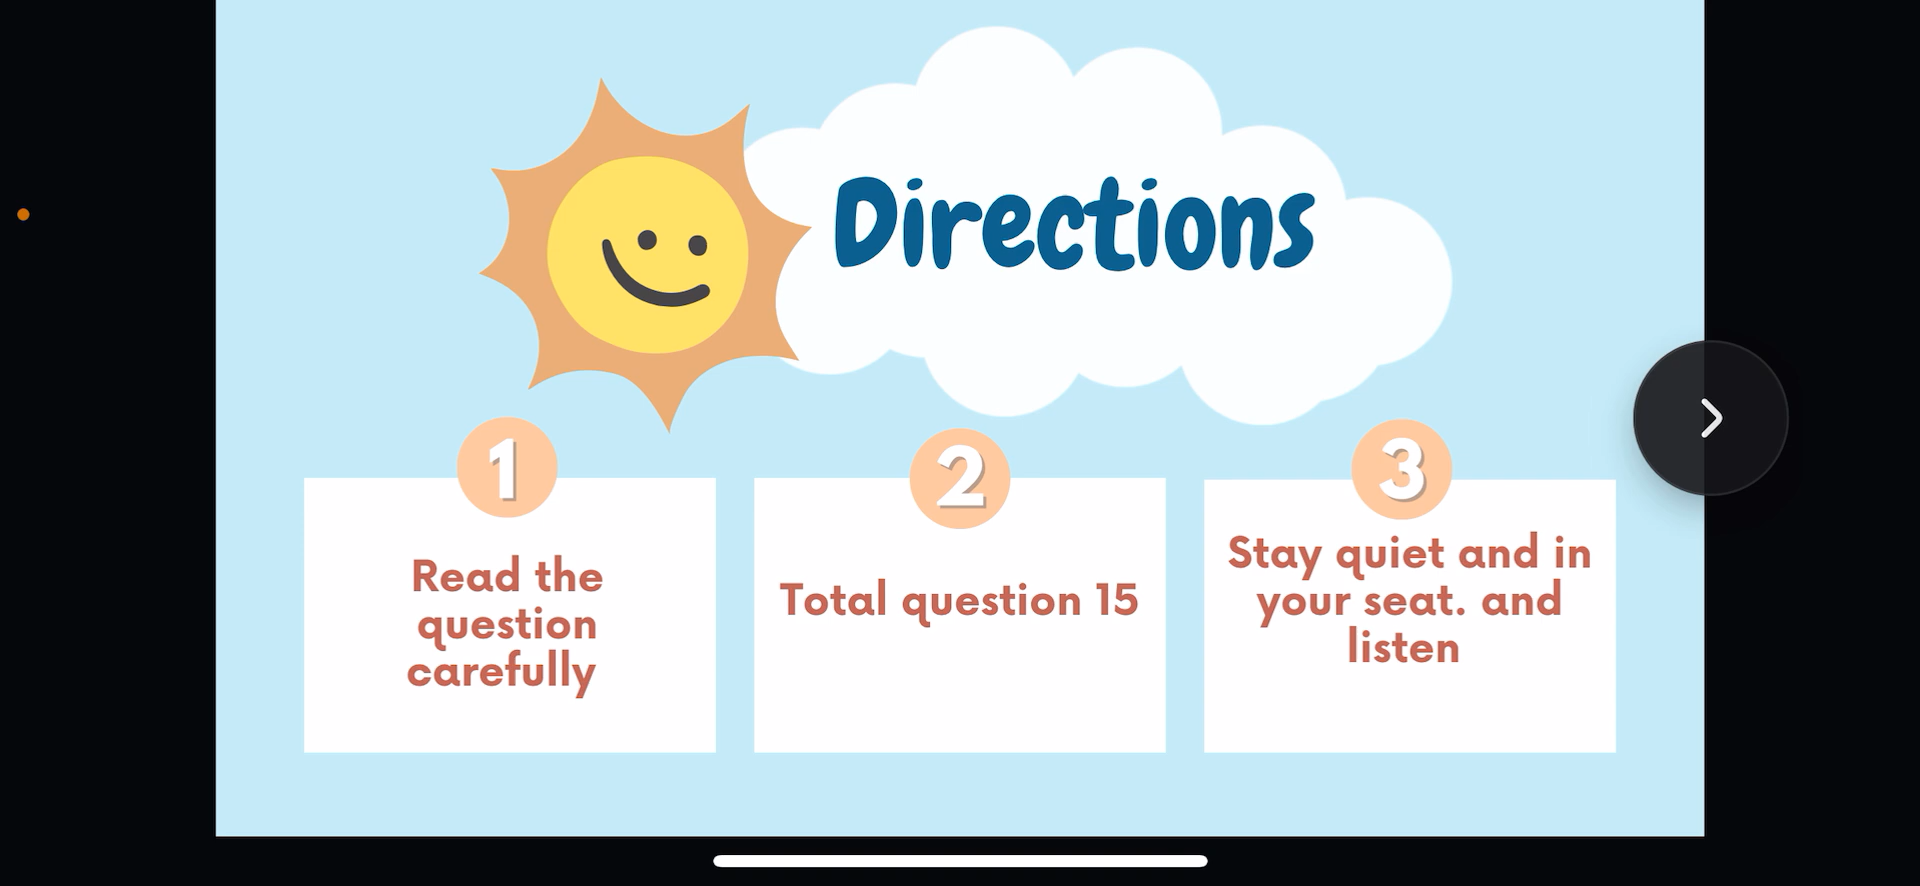 Directions
1
Read the
question
carefully
2
Total question 15
3
Stay quiet and in
your seat. and
listen